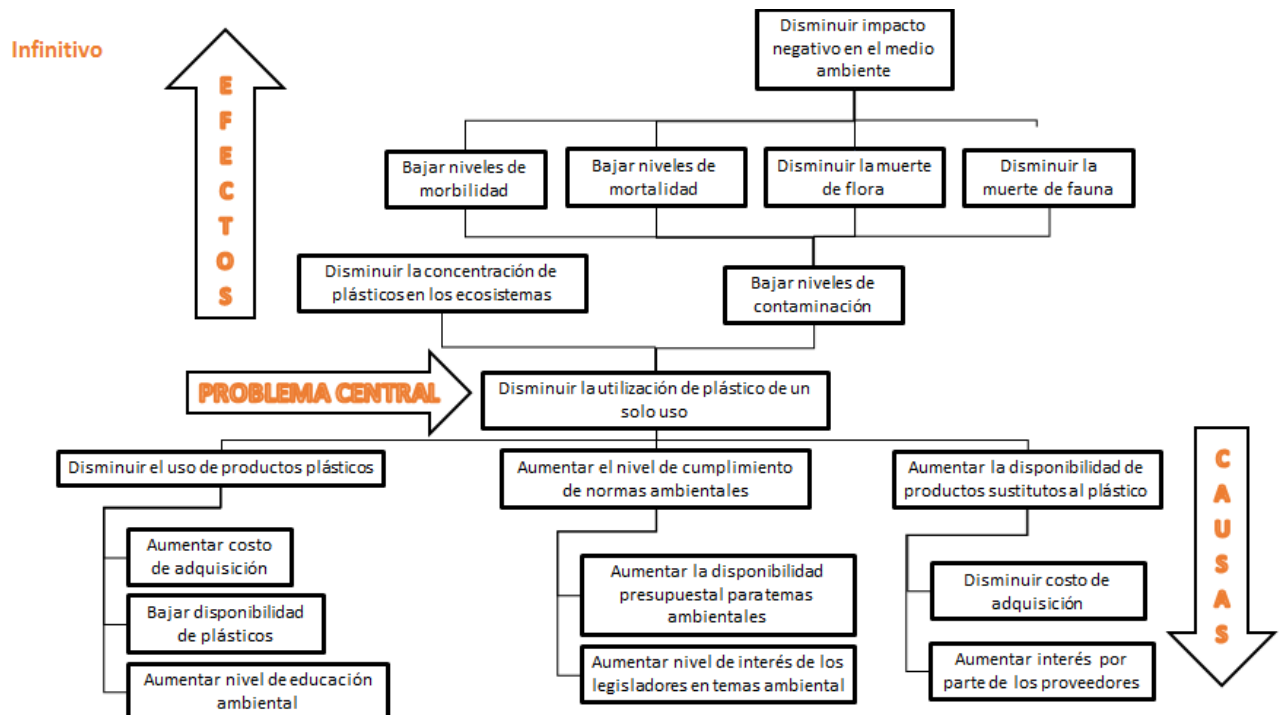 Infinitivo
EFECTOS
Disminuir impacto
negativo en el medio
ambiente
Bajar niveles de
morbilidad
Bajar niveles de
mortalidad
Disminuir la muerte
de flora
Disminuir la
muerte de fauna
Disminuir la concentración de
plásticos en los ecosistemas
Bajar niveles de
contaminación
PROBLEMA CENTRAL
Disminuir la utilización de plástico de un
solo uso
Disminuir el uso de productos plásticos
Aumentar el nivel de cumplimiento
de normas ambientales
Aumentar la disponibilidad de
productos sustitutos al plástico
CAUSAS
Aumentar costo
de adquisición
Bajar disponibilidad
de plásticos
Aumentar nivel de educación
ambiental
Aumentar la disponibilidad
presupuestal para temas
ambientales
Aumentar nivel de interés de los
legisladores en temas ambiental
Disminuir costo de
adquisición
Aumentar interés por
parte de los proveedores